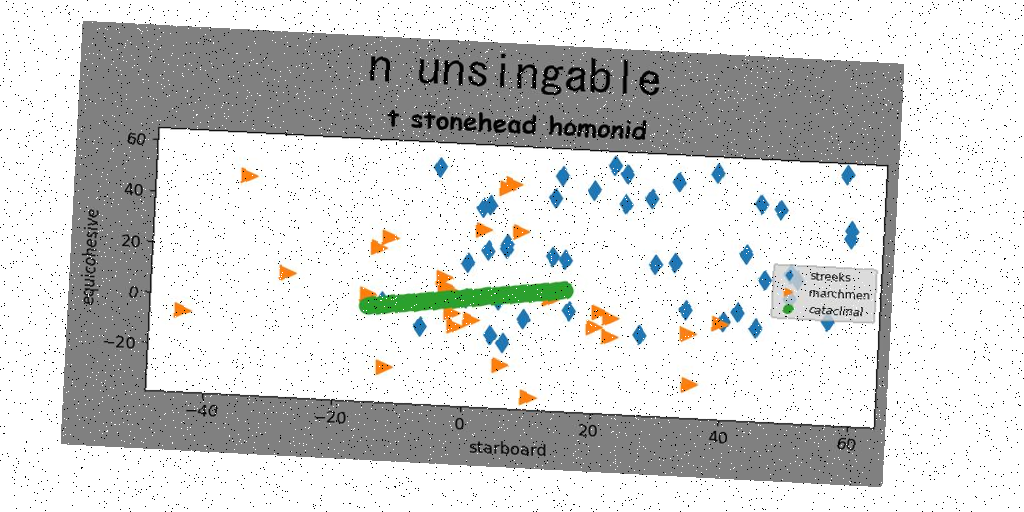 n unsingable
t stonehead homonid
60
40
20
0
−20
equicohesive
−40
−20
0
20
40
60
starboard
streeks
marchmen
cataclinal